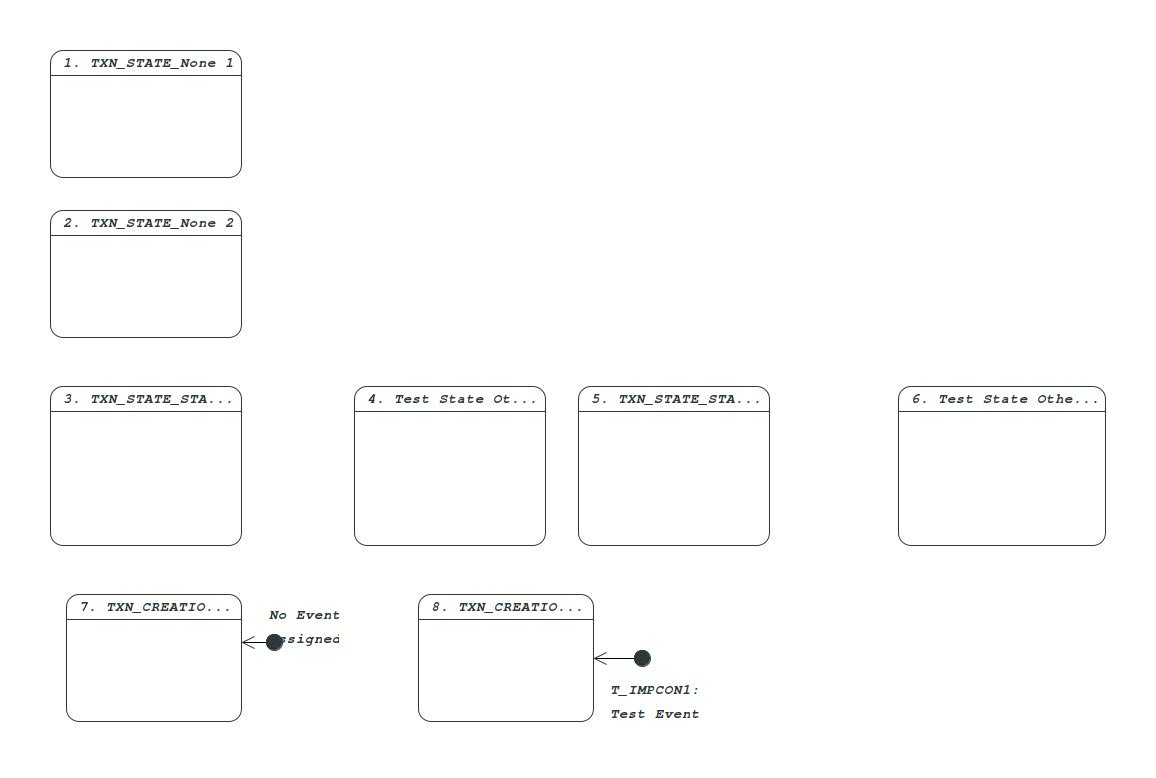 1. TXN_STATE_None 1
2. TXN_STATE_None 2
3. TXN_STATE_STA...
4. Test State Ot...
5. TXN_STATE_STA...
6. Test State Othe...
7. TXN_CREATIO...
No Event
ssigned
8. TXN_CREATIO...
T_IMPCON1:
Test Event